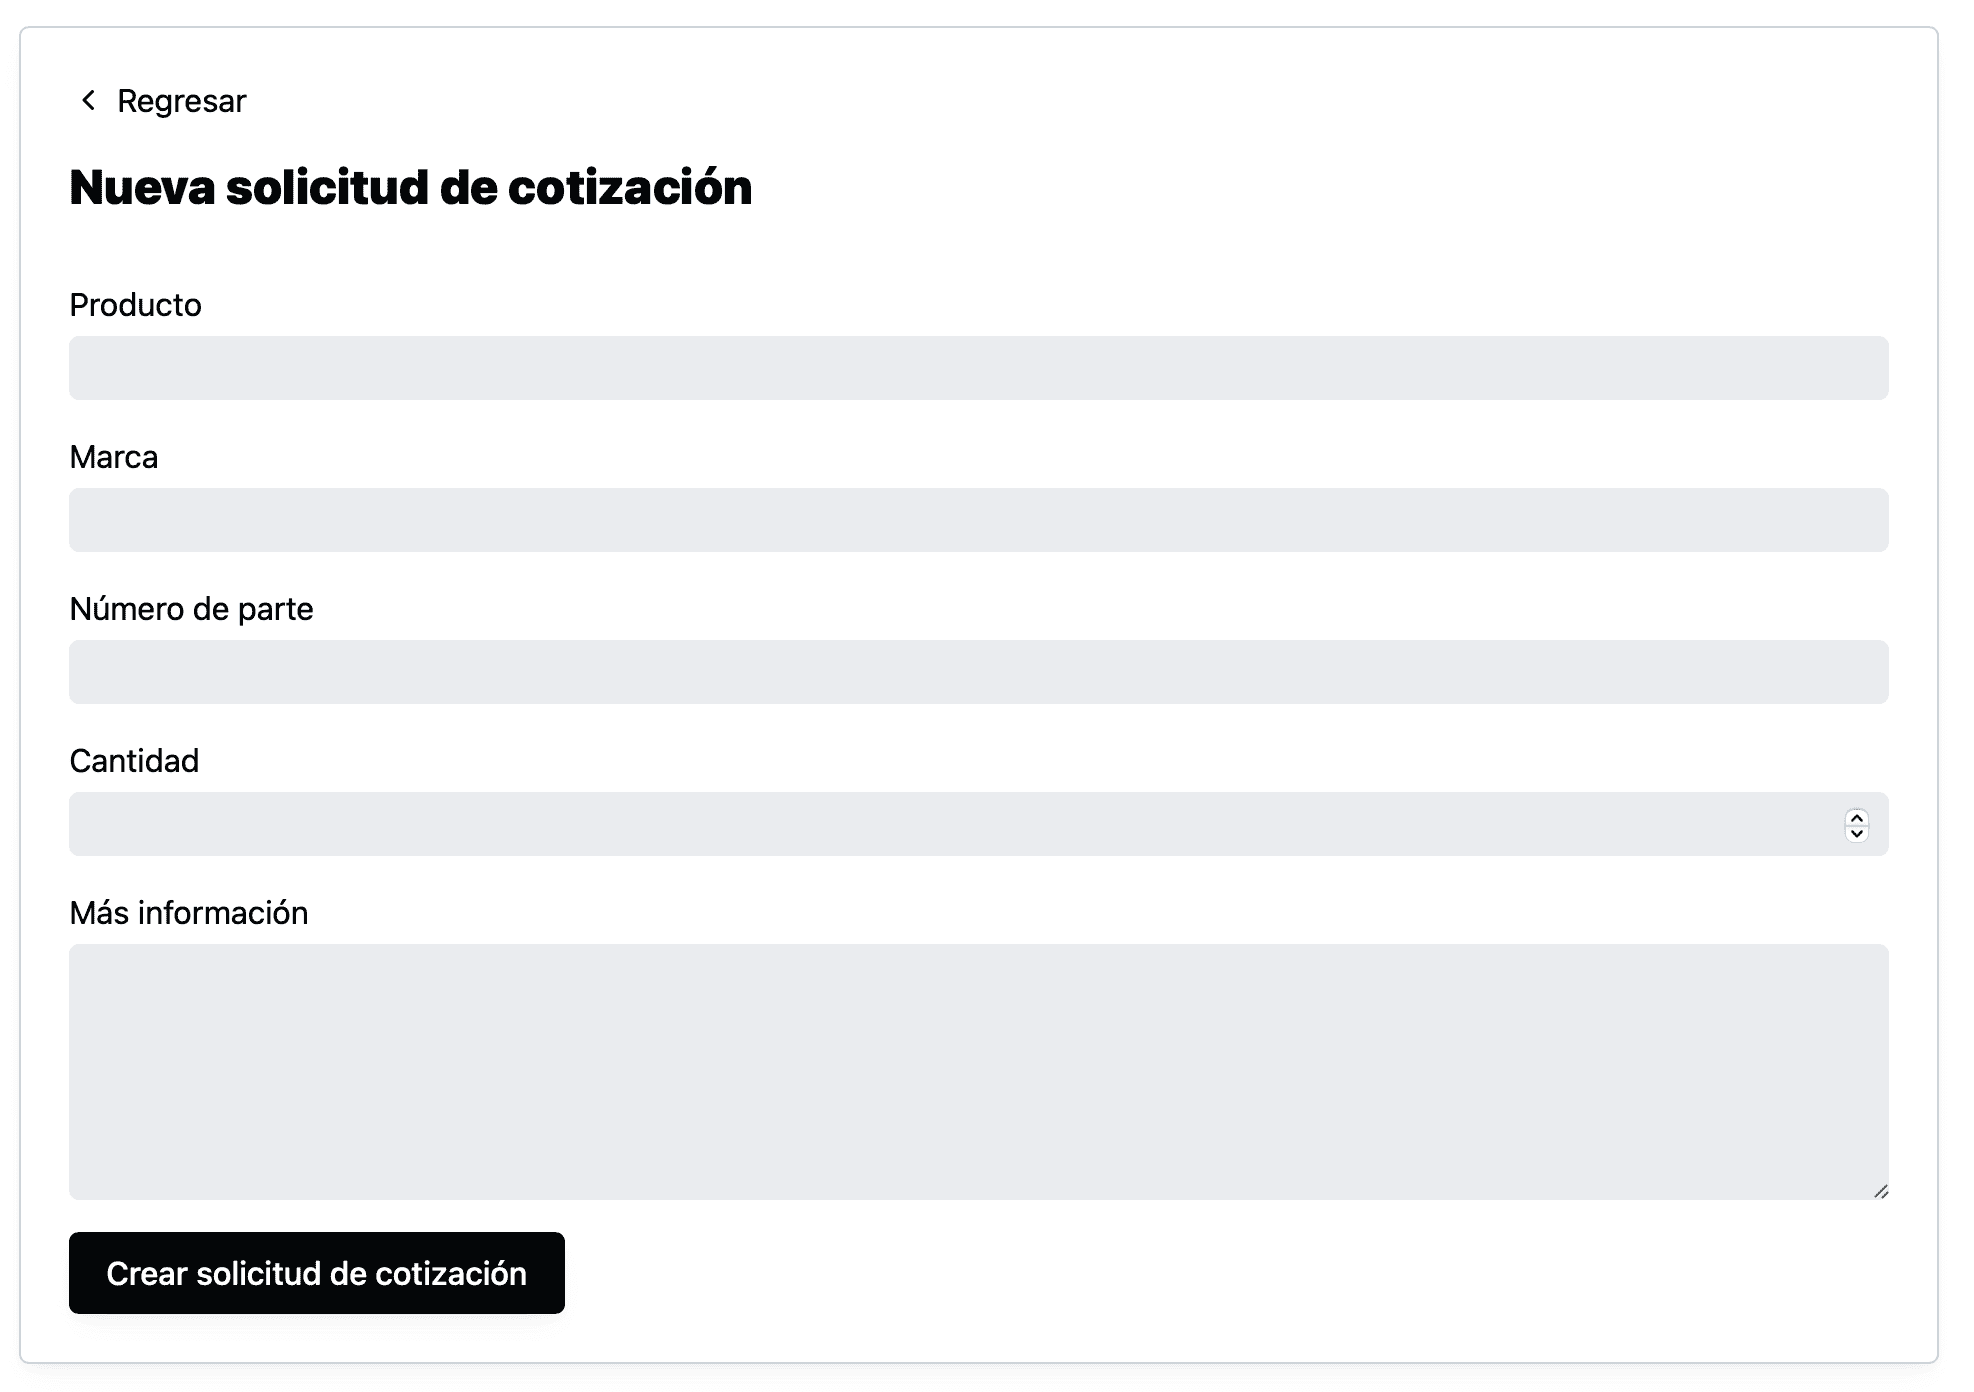 Regresar
Nueva solicitud de cotización
Producto
Marca
Número de parte
Cantidad
Más información
Crear solicitud de cotización